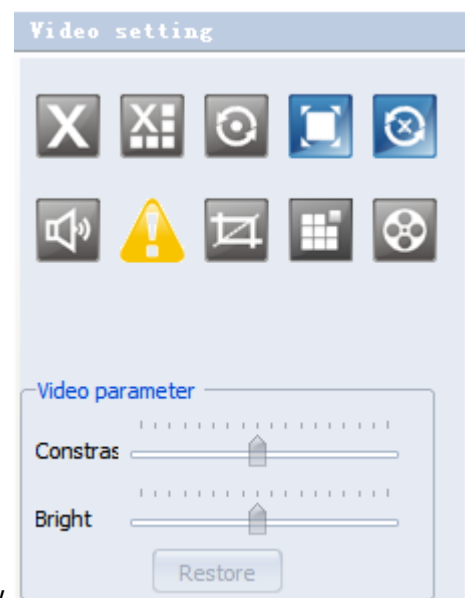 Video setting
Video parameter
Constras
Bright
Restore